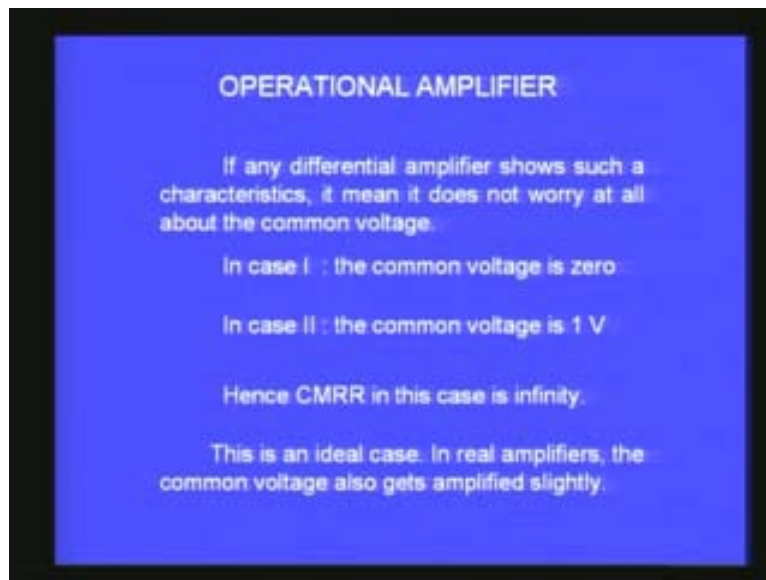 OPERATIONAL AMPLIFIER
If any differential amplifier shows such a
characteristics, it mean it does not worry at all
about the common voltage.
In case I : the common voltage is zero
In case II : the common voltage is 1 V
Hence CMRR in this case is infinity.
This is an ideal case. In real amplifiers, the
common voltage also gets amplified slightly.